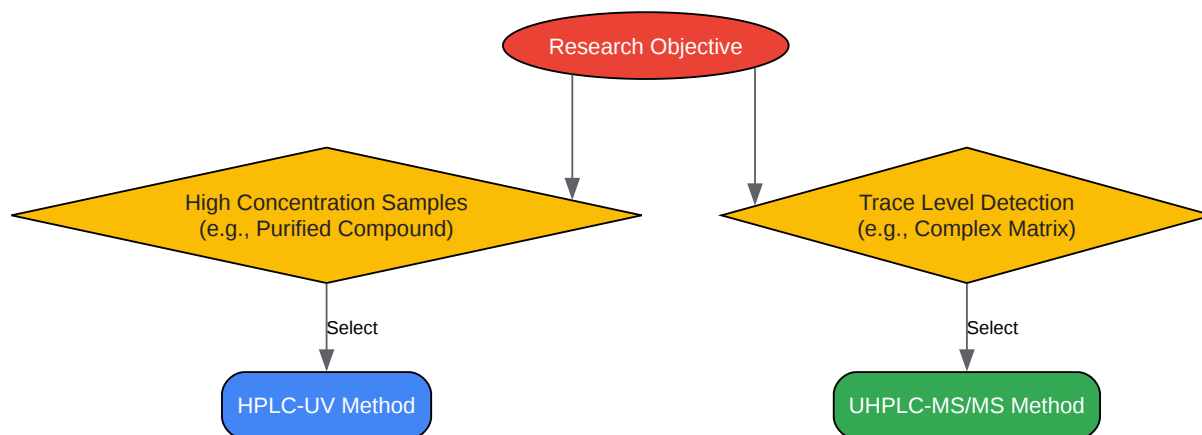 Research Objective
High Concentration Samples
(e.g., Purified Compound)
Trace Level Detection
(e.g., Complex Matrix)
Select
Select
HPLC-UV Method
UHPLC-MS/MS Method